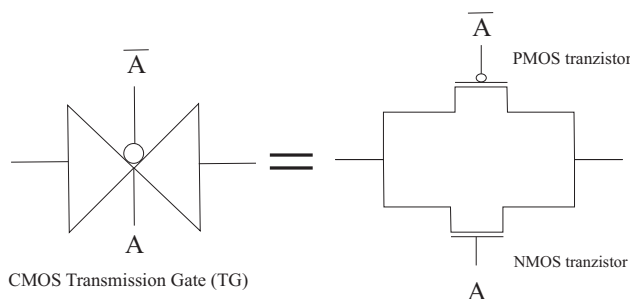 A̅
A
CMOS Transmission Gate (TG)
=
A̅
PMOS tranzistor
NMOS tranzistor
A